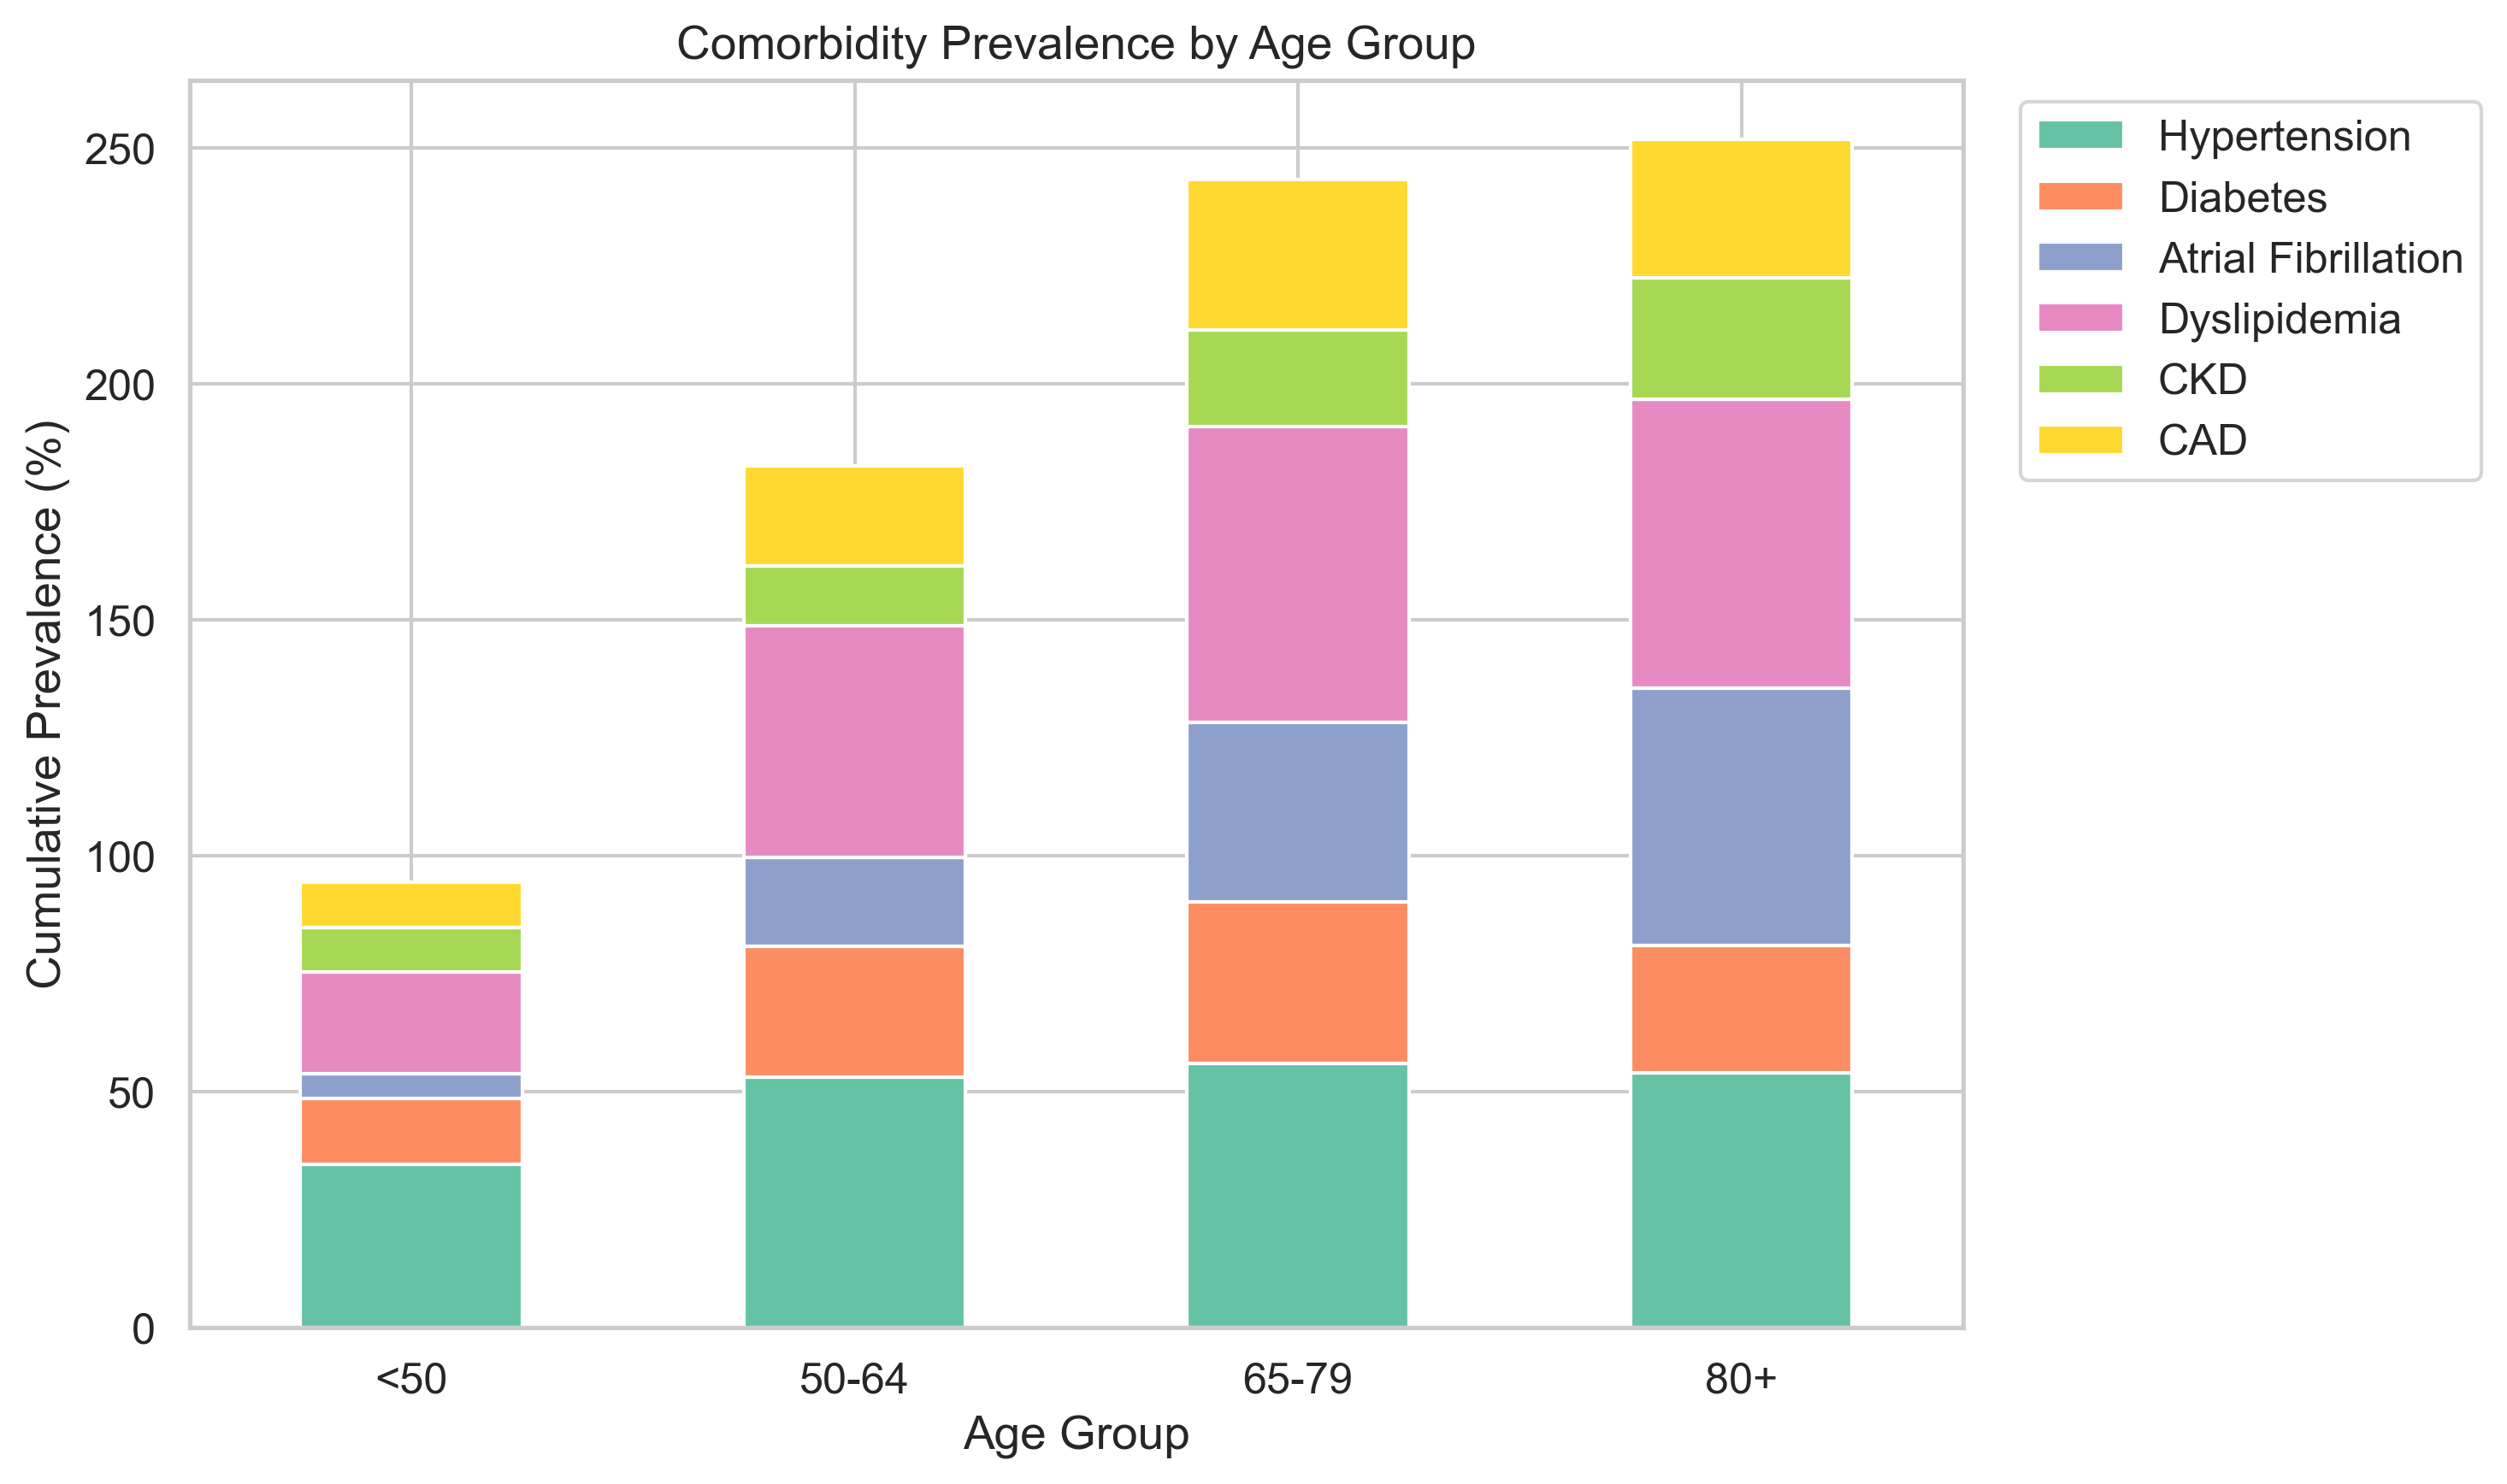 Comorbidity Prevalence by Age Group
Cumulative Prevalence (%)
250
200
150
100
50
0
<50
50-64
65-79
80+
Age Group
Hypertension
Diabetes
Atrial Fibrillation
Dyslipidemia
CKD
CAD